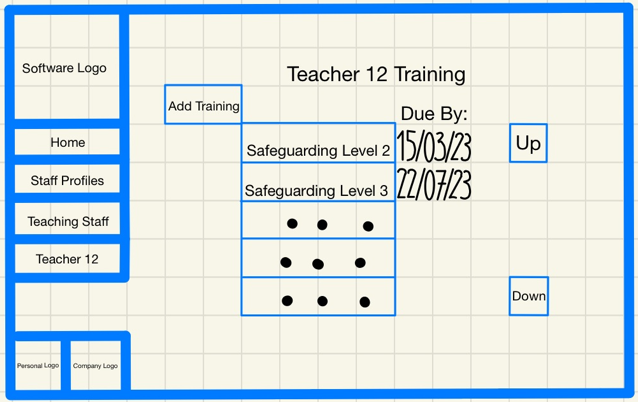 Software Logo
Teacher 12 Training
Add Training
Due By:
Home
Safeguarding Level 2 15/03/23
Up
Staff Profiles
Safeguarding Level 3 22/07/23
Teaching Staff
Teacher 12
Down
Personal Logo
Company Logo